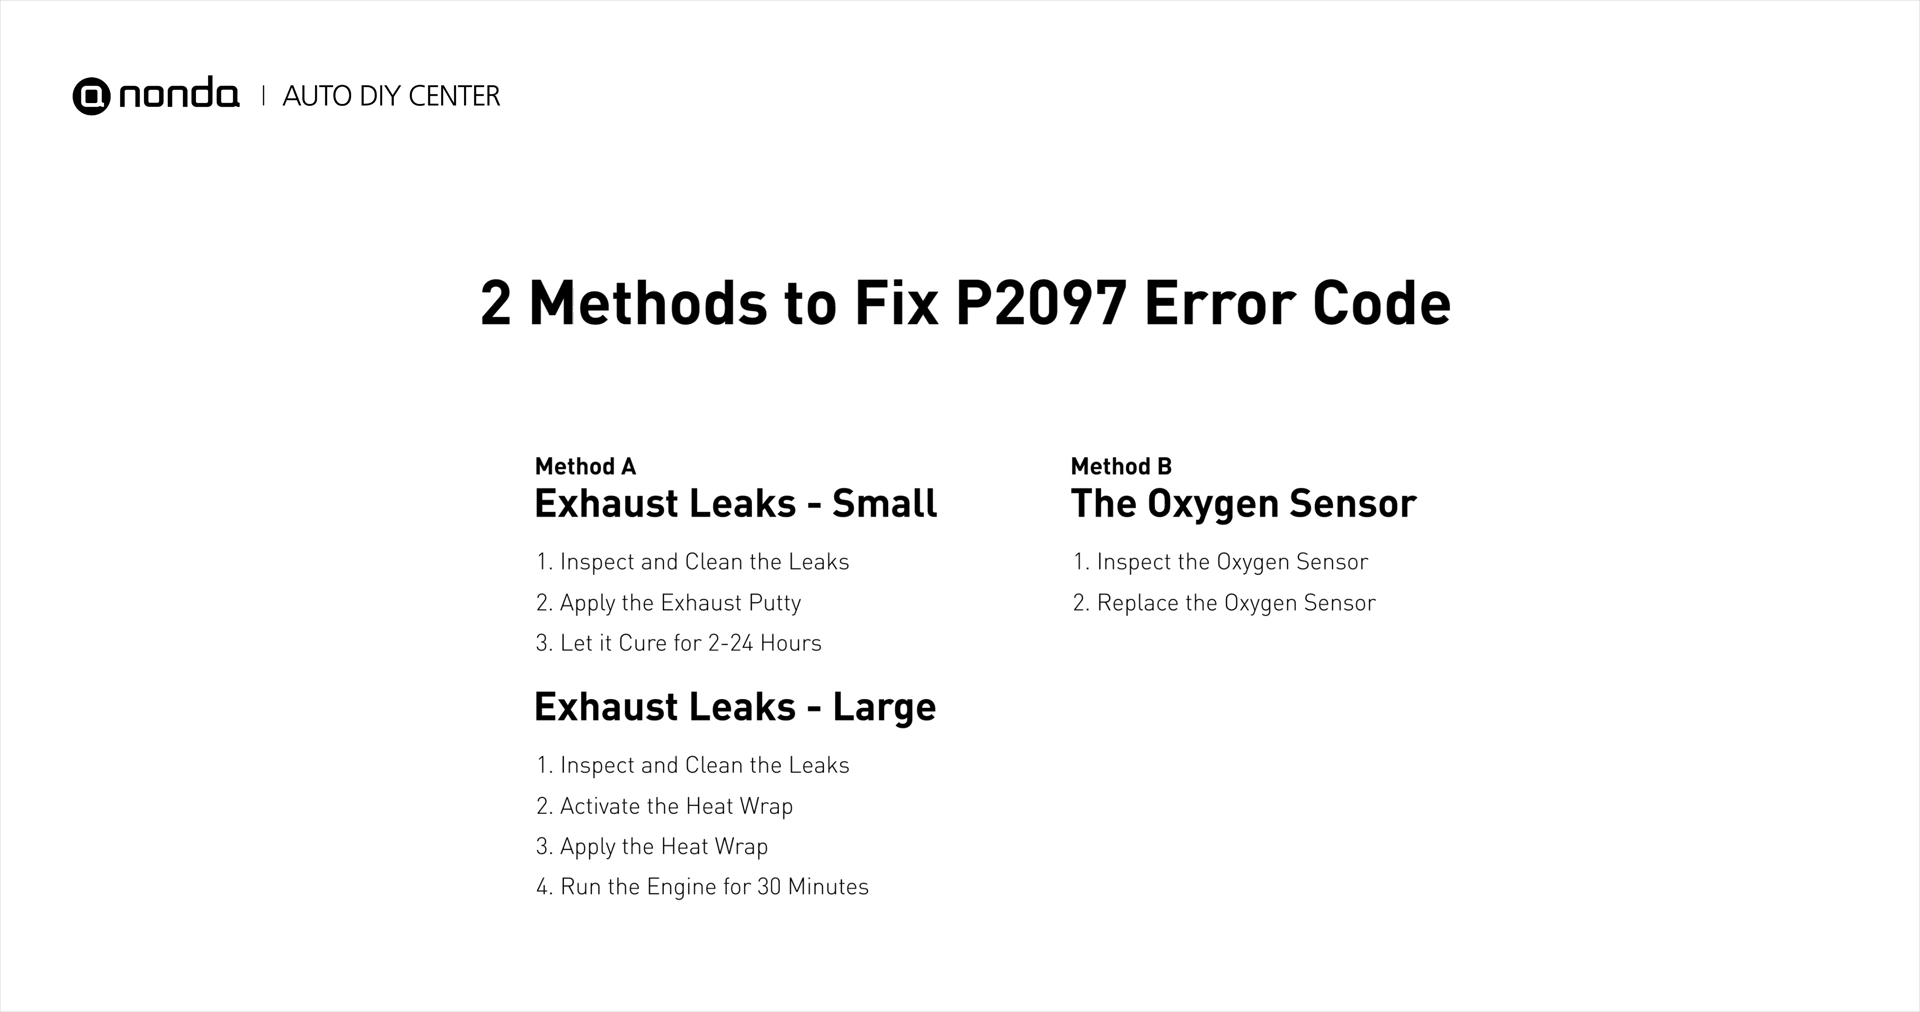 nonda | AUTO DIY CENTER
2 Methods to Fix P2097 Error Code
Method A
Exhaust Leaks - Small
1. Inspect and Clean the Leaks
2. Apply the Exhaust Putty
3. Let it Cure for 2-24 Hours
Exhaust Leaks - Large
1. Inspect and Clean the Leaks
2. Activate the Heat Wrap
3. Apply the Heat Wrap
4. Run the Engine for 30 Minutes
Method B
The Oxygen Sensor
1. Inspect the Oxygen Sensor
2. Replace the Oxygen Sensor